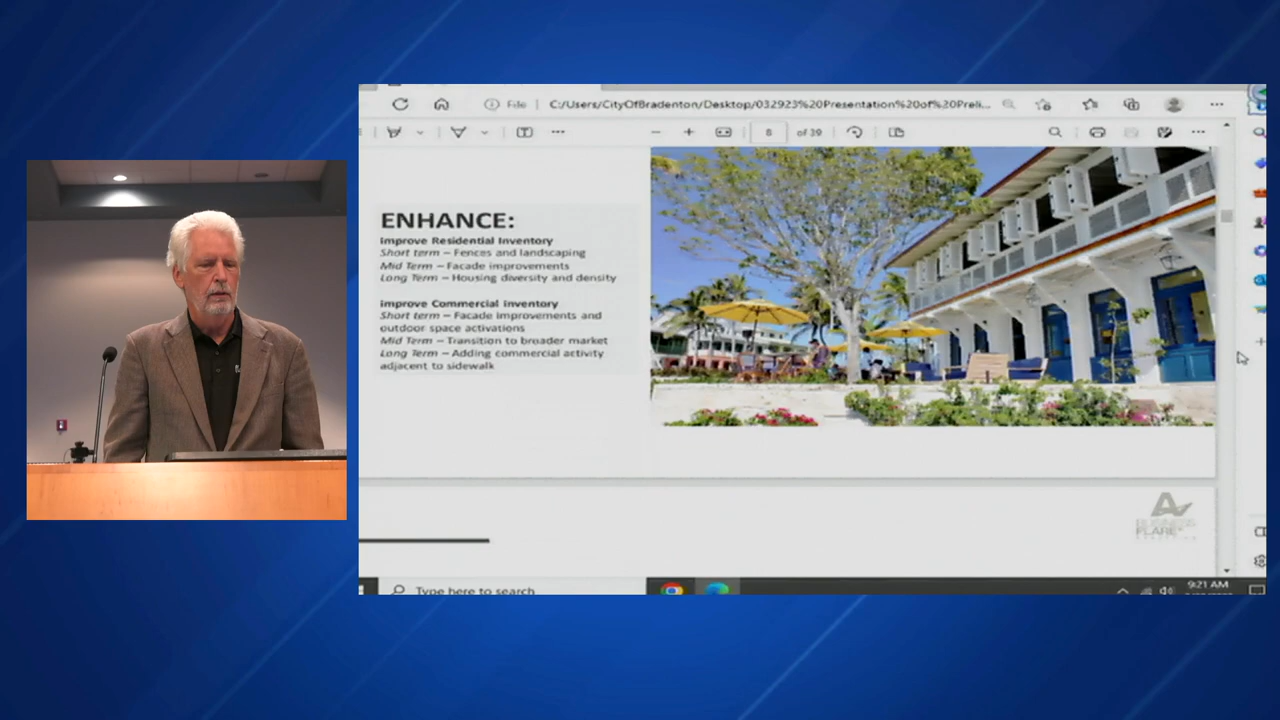 File
C:/Users/CityOfBradenton/Desktop/032923%20Presentation%20of%20Preli...
8 of 39
ENHANCE:
Improve Residential Inventory
Short term – Fences and landscaping
Mid Term – Facade improvements
Long Term – Housing diversity and density
Improve Commercial Inventory
Short term – Facade improvements and
outdoor space activations
Mid Term – Transition to broader market
Long Term – Adding commercial activity
adjacent to sidewalk
BUSINESS
FLARE
Type here to search
9:21 AM